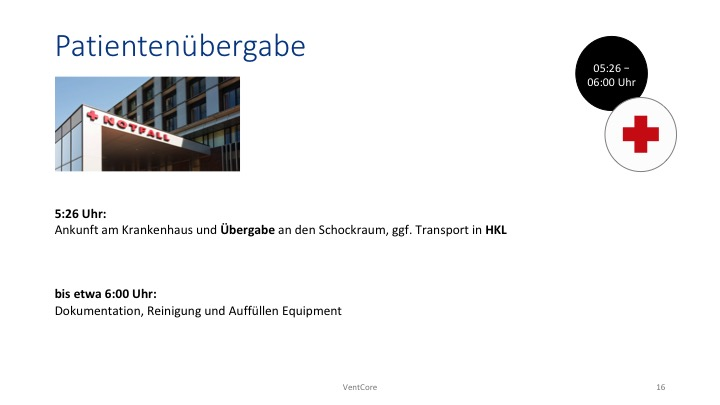 Patientenübergabe
05:26 –
06:00 Uhr
NOTFALL
5:26 Uhr:
Ankunft am Krankenhaus und Übergabe an den Schockraum, ggf. Transport in HKL
bis etwa 6:00 Uhr:
Dokumentation, Reinigung und Auffüllen Equipment
VentCore
16